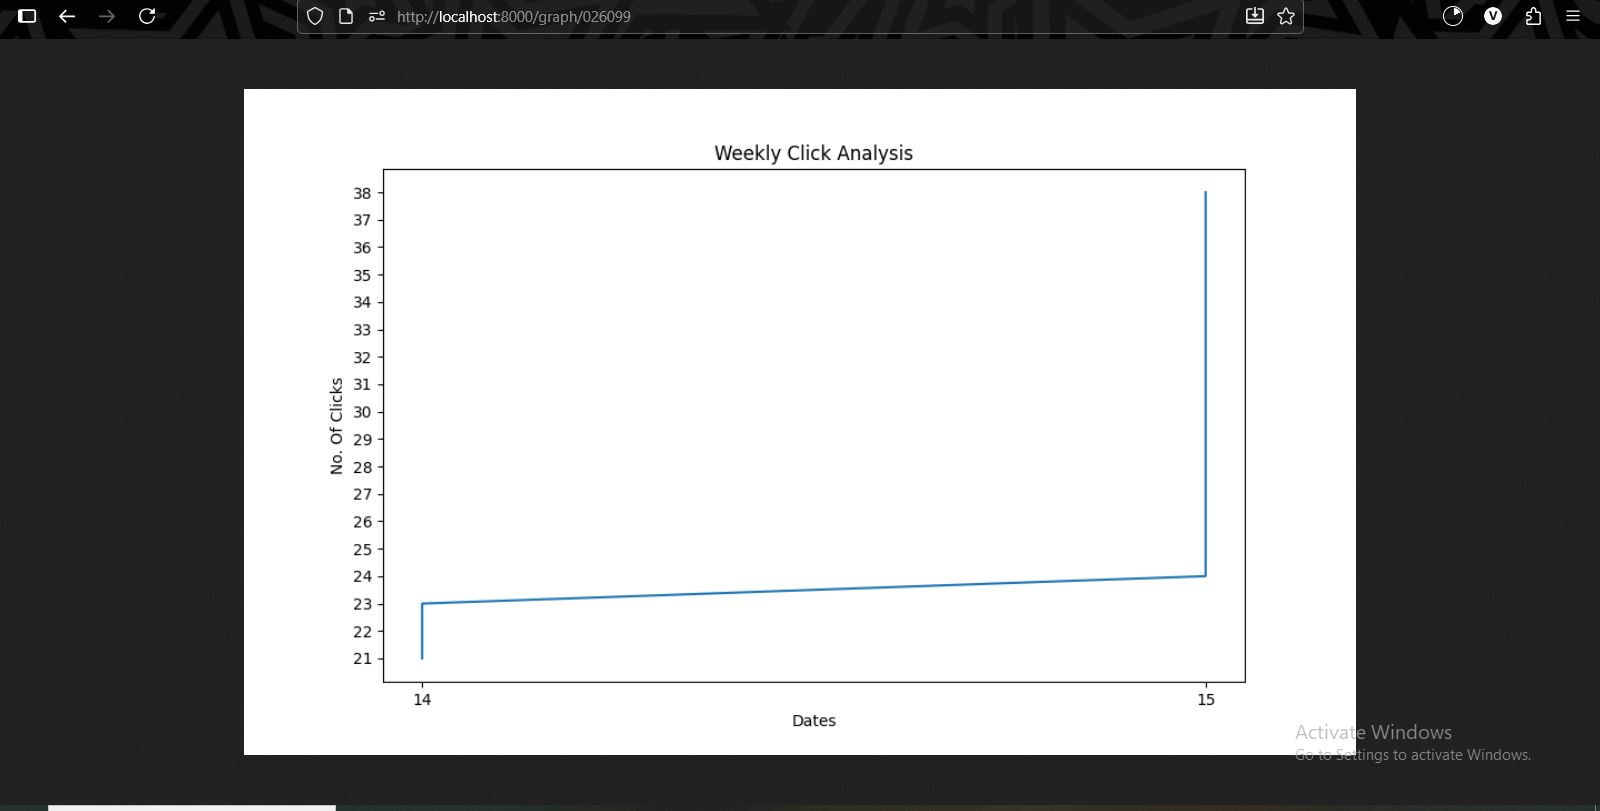 http://localhost:8000/graph/026099
V
Weekly Click Analysis
38
37
36
35
34
33
32
31
30
29
28
27
26
25
24
23
22
21
No. Of Clicks
14 15
Dates
Activate Windows
Go to Settings to activate Windows.